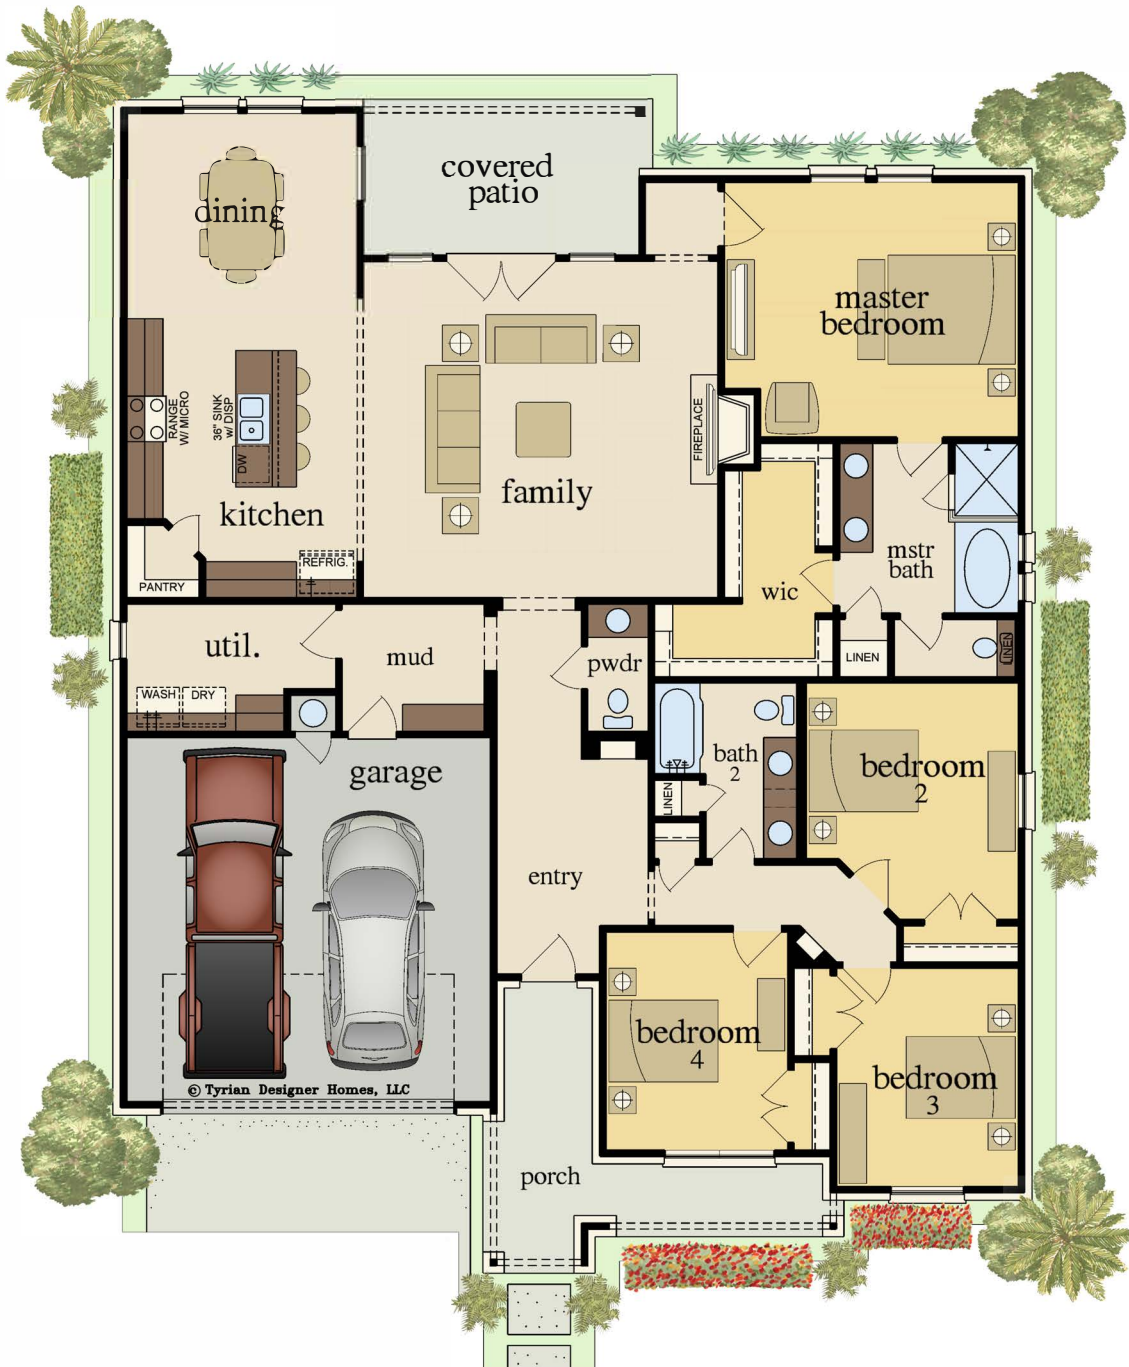 covered
patio
dining
master
bedroom
RANGE
W/ MICRO
36" SINK
w/ DISP
DW
FIREPLACE
family
kitchen
REFRIG.
PANTRY
mstr
bath
wic
util.
mud
pwdr
LINEN
LINEN
WASH
DRY
garage
bath
2
LINEN
bedroom
2
entry
bedroom
4
bedroom
3
© Tyrian Designer Homes, LLC
porch